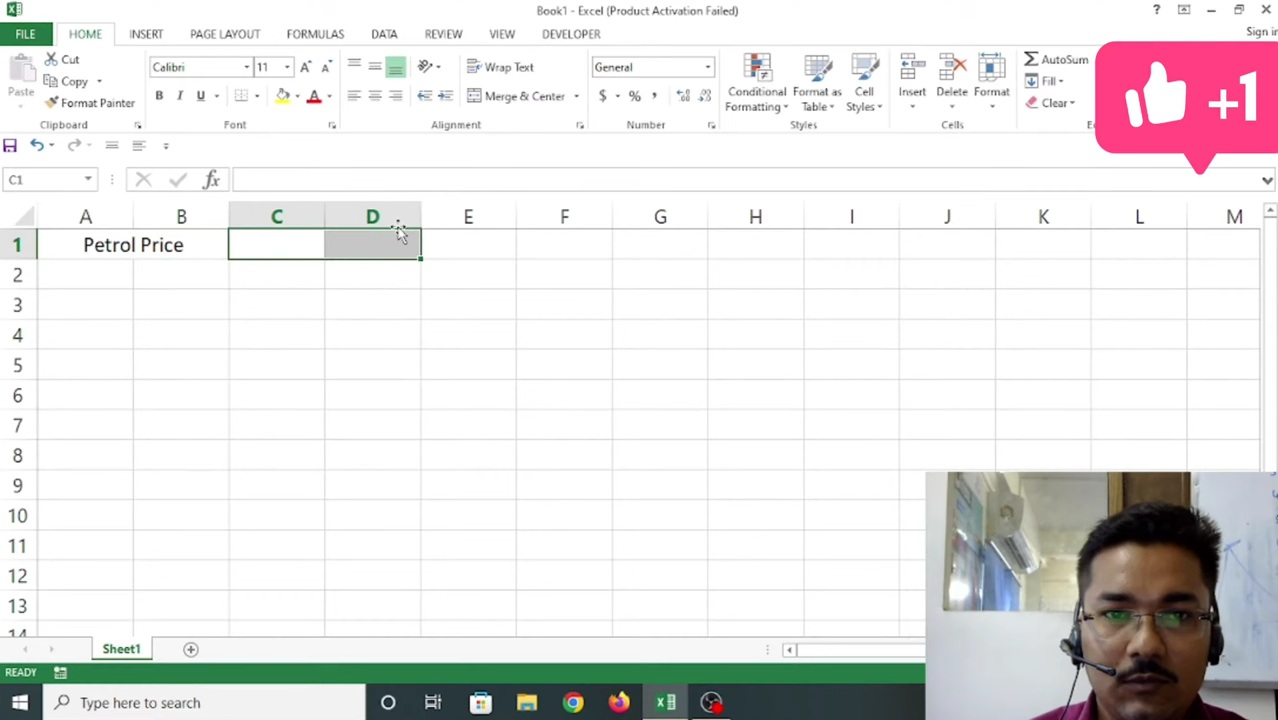 Book1 - Excel (Product Activation Failed)
?
Sign in
FILE HOME INSERT PAGE LAYOUT FORMULAS DATA REVIEW VIEW DEVELOPER
Cut
Copy
Format Painter
Paste
Clipboard
Calibri 11
B I U
A
Font
Wrap Text
Merge & Center
Alignment
General
$ % ,
Number
Conditional Formatting
Format as Table
Cell Styles
Styles
Insert
Delete
Format
Cells
AutoSum
Fill
Clear
+1
C1
fx
A B C D E F G H I J K L M
1 Petrol Price
2
3
4
5
6
7
8
9
10
11
12
13
14
Sheet1
READY
Type here to search